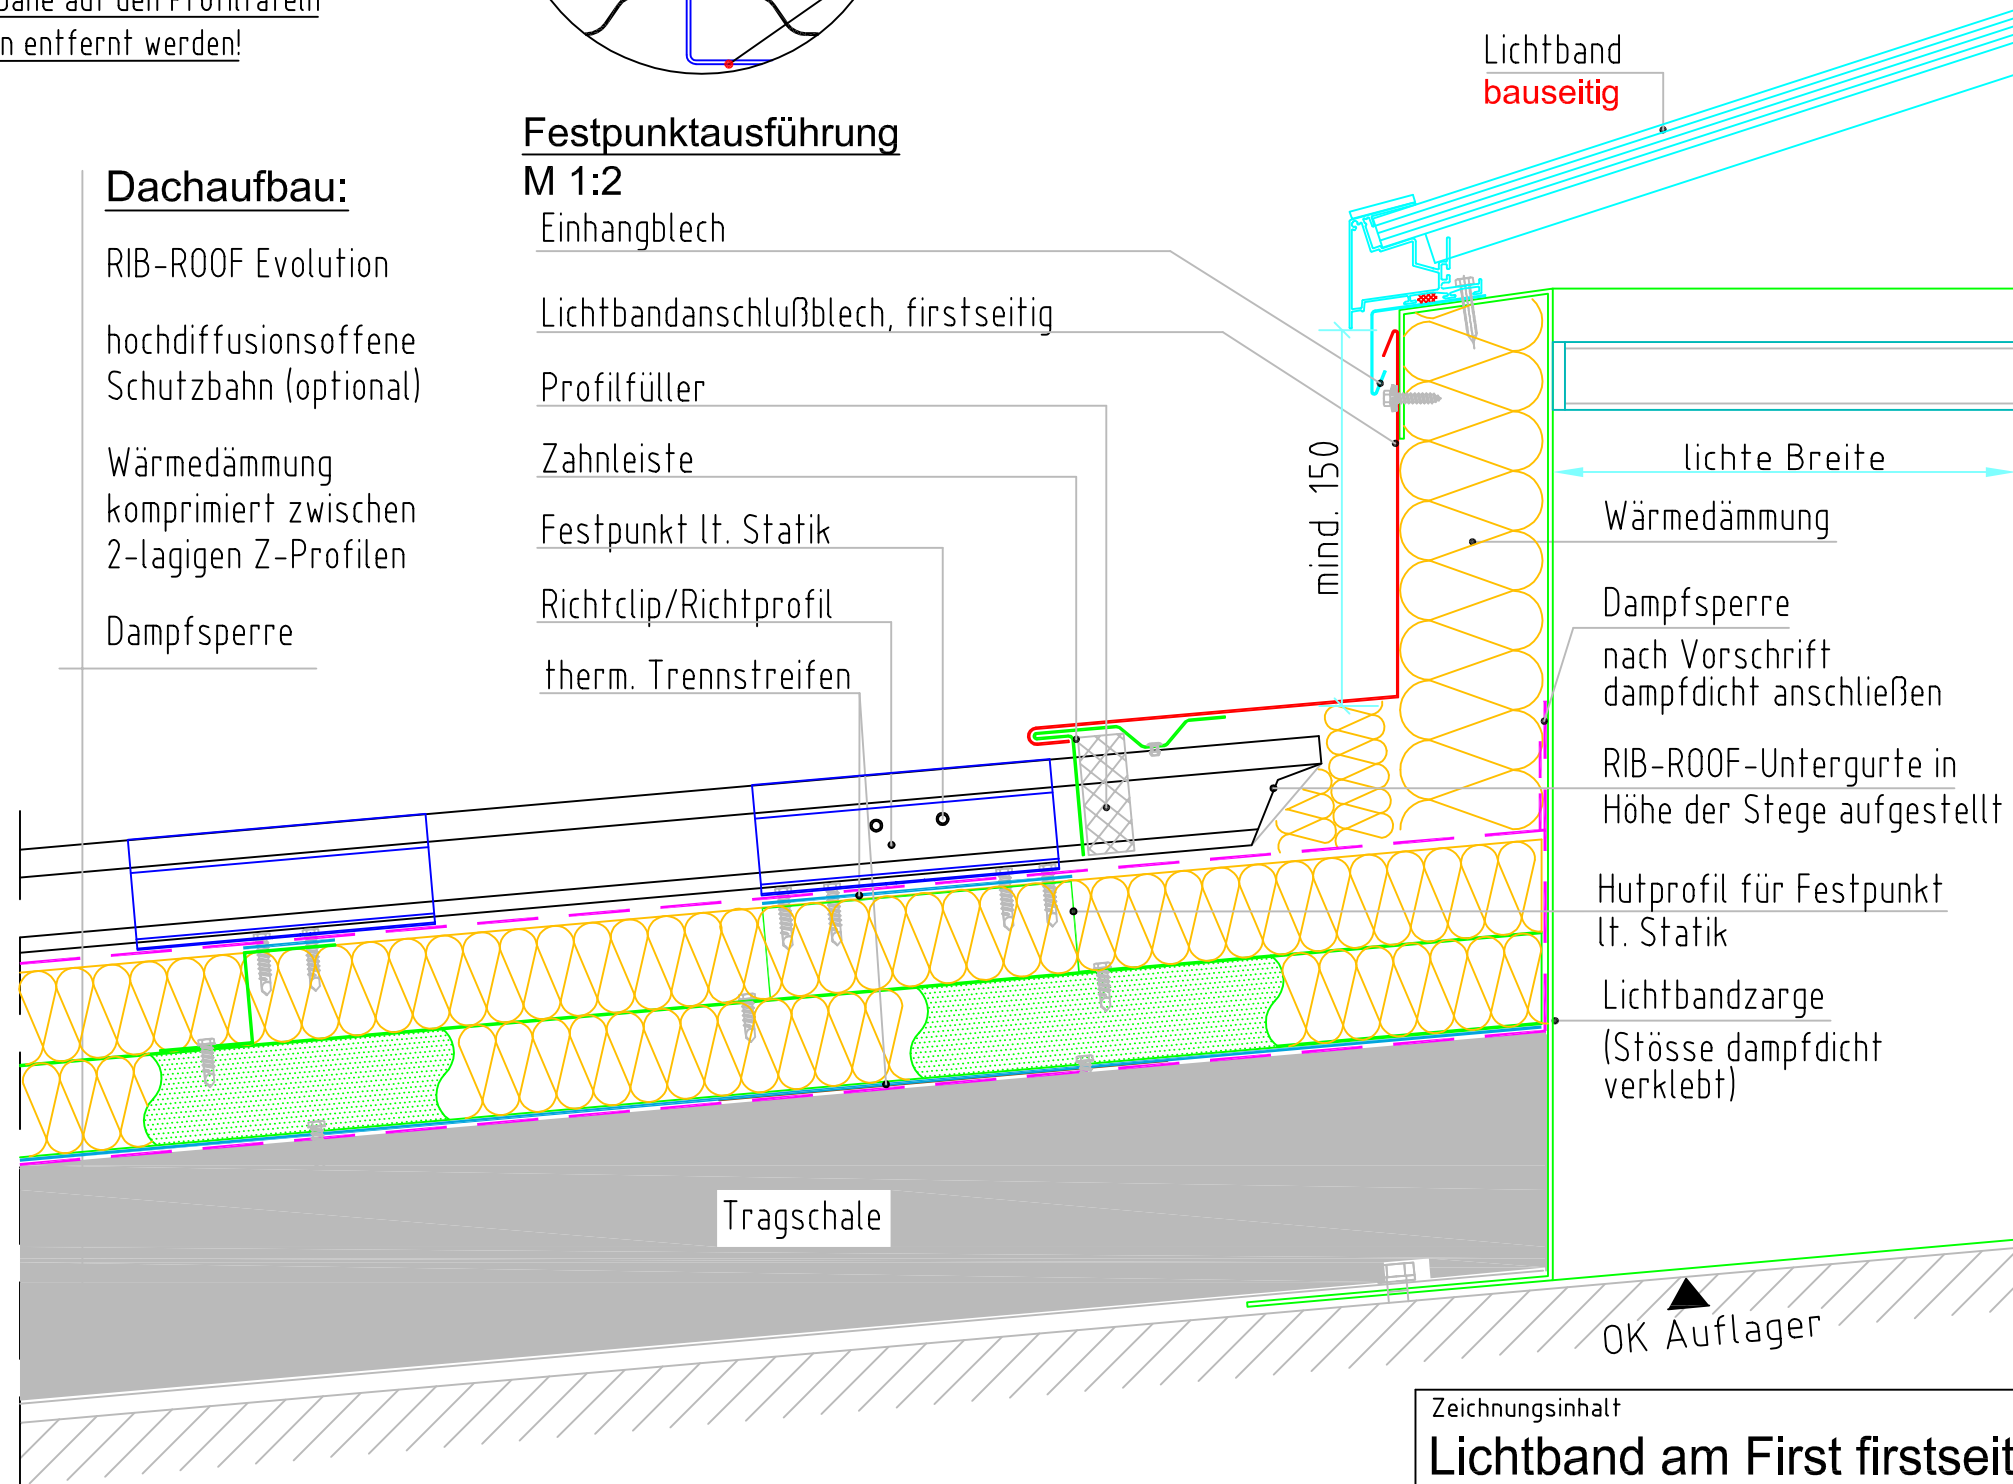 n entfernt werden!
Festpunktausführung
M 1:2
Dachaufbau:
RIB-ROOF Evolution
hochdiffusionsoffene
Schutzbahn (optional)
Wärmedämmung
komprimiert zwischen
2-lagigen Z-Profilen
Dampfsperre
Einhangblech
Lichtbandanschlußblech, firstseitig
Profilfüller
Zahnleiste
Festpunkt lt. Statik
Richtclip/Richtprofil
therm. Trennstreifen
Lichtband
bauseitig
mind. 150
lichte Breite
Wärmedämmung
Dampfsperre
nach Vorschrift
dampfdicht anschließen
RIB-ROOF-Untergurte in
Höhe der Stege aufgestellt
Hutprofil für Festpunkt
lt. Statik
Lichtbandzarge
(Stösse dampfdicht
verklebt)
Tragschale
OK Auflager
Zeichnungsinhalt
Lichtband am First firstseit